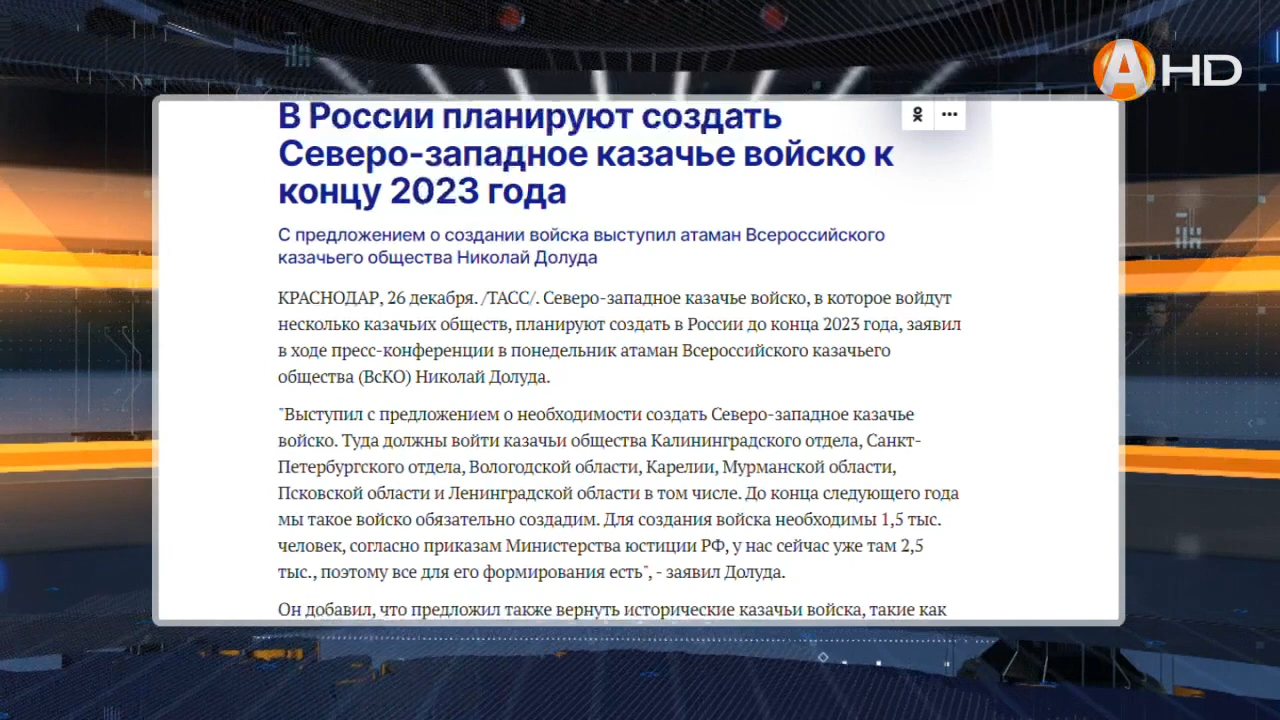 АHD
В России планируют создать
Северо-западное казачье войско к
концу 2023 года
С предложением о создании войска выступил атаман Всероссийского
казачьего общества Николай Долуда
КРАСНОДАР, 26 декабря. /ТАСС/. Северо-западное казачье войско, в которое войдут
несколько казачьих обществ, планируют создать в России до конца 2023 года, заявил
в ходе пресс-конференции в понедельник атаман Всероссийского казачьего
общества (ВсКО) Николай Долуда.
"Выступил с предложением о необходимости создать Северо-западное казачье
войско. Туда должны войти казачьи общества Калининградского отдела, Санкт-
Петербургского отдела, Вологодской области, Карелии, Мурманской области,
Псковской области и Ленинградской области в том числе. До конца следующего года
мы такое войско обязательно создадим. Для создания войска необходимы 1,5 тыс.
человек, согласно приказам Министерства юстиции РФ, у нас сейчас уже там 2,5
тыс., поэтому все для его формирования есть", - заявил Долуда.
Он добавил, что предложил также вернуть исторические казачьи войска, такие как